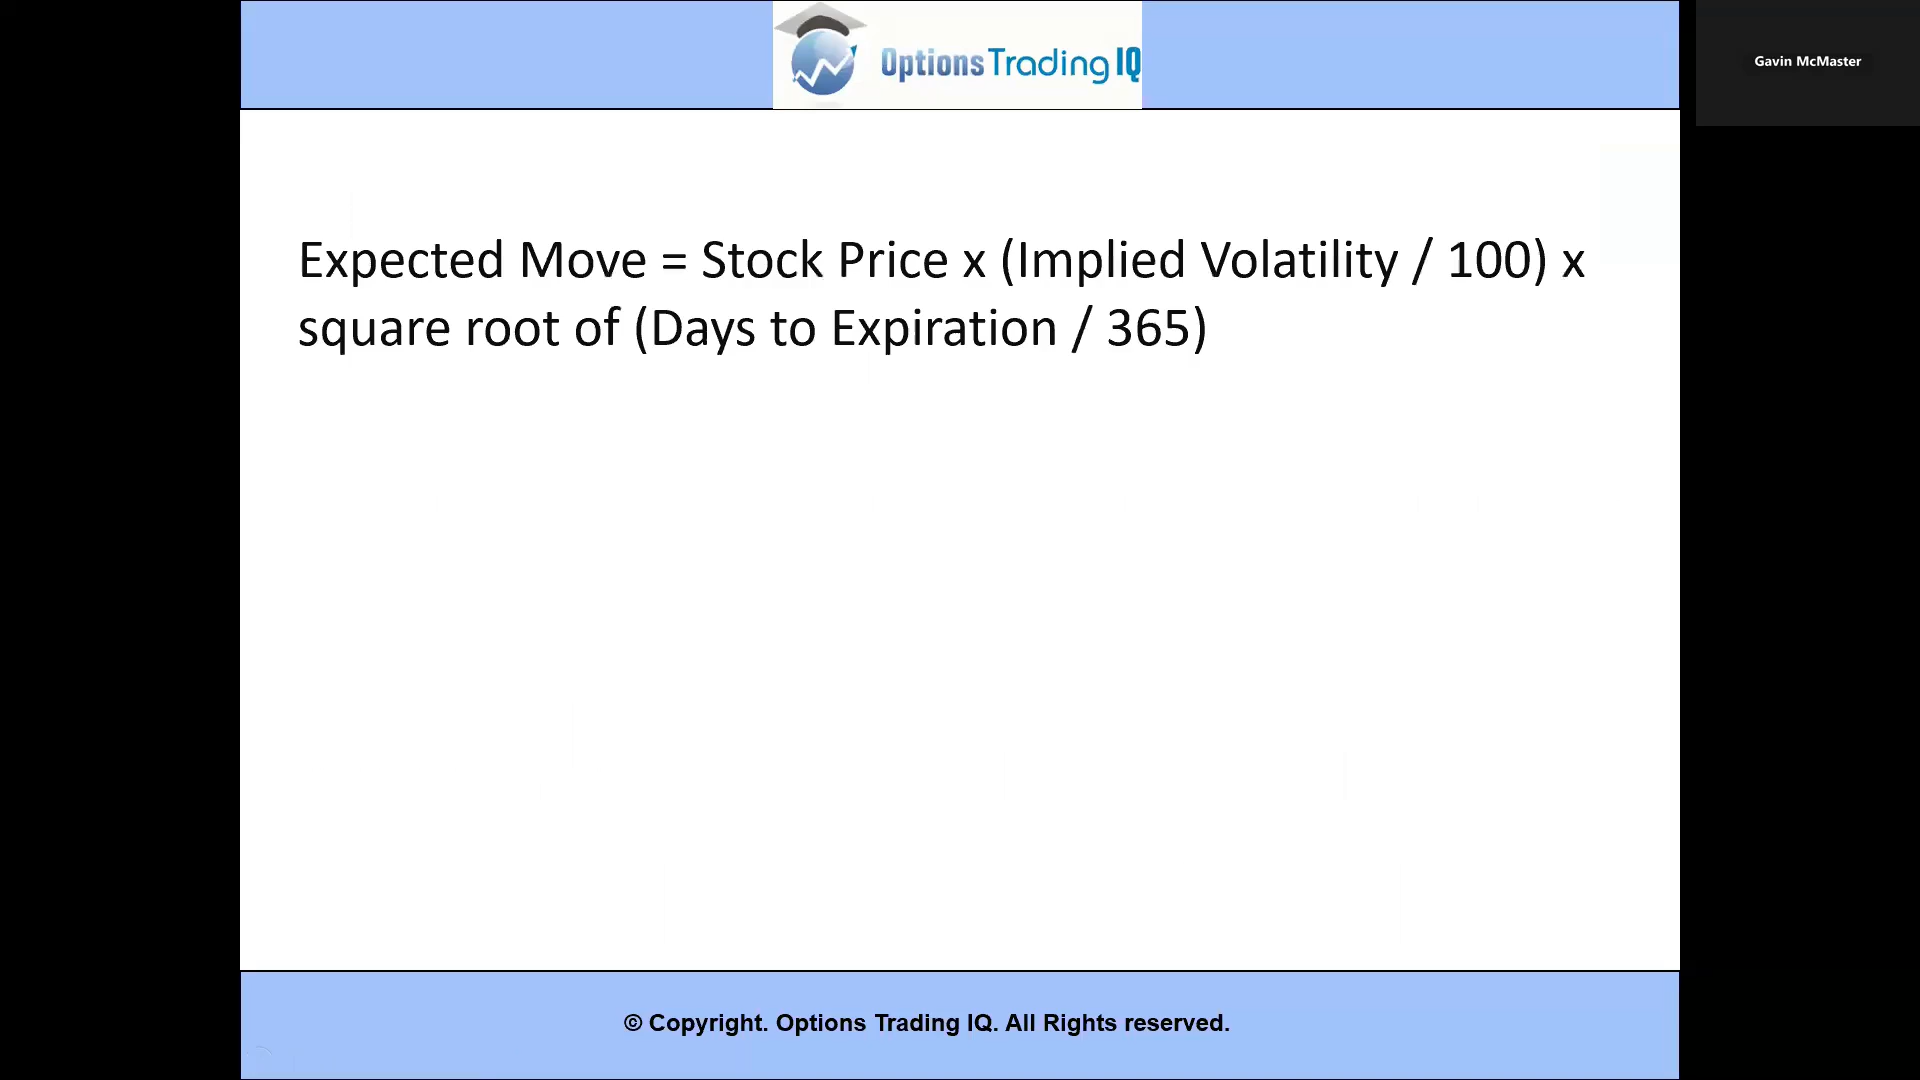 Options Trading IQ
Gavin McMaster
Expected Move = Stock Price x (Implied Volatility / 100) x
square root of (Days to Expiration / 365)
© Copyright. Options Trading IQ. All Rights reserved.